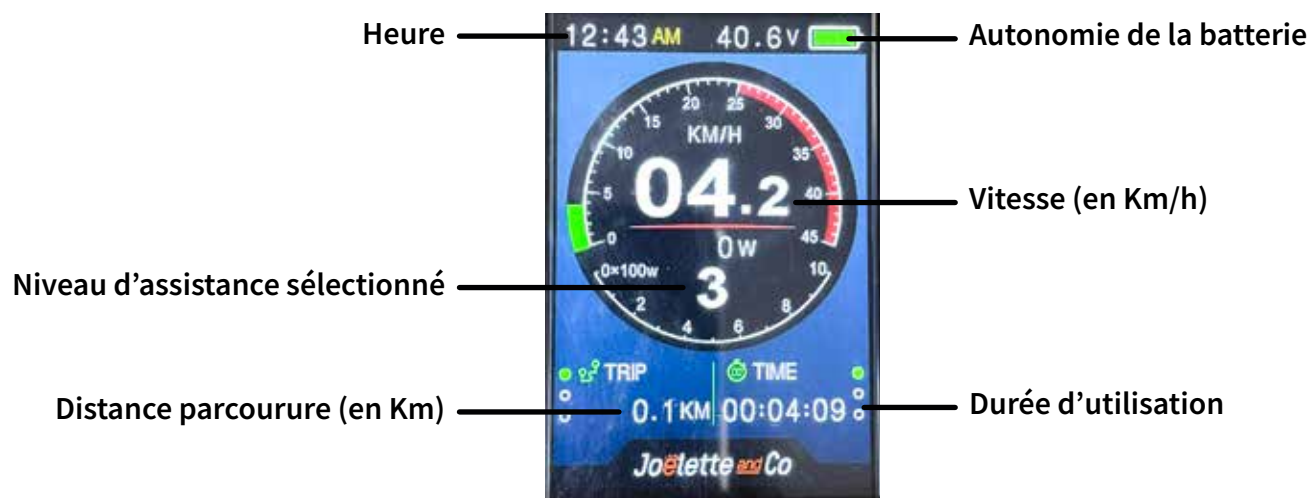 Heure
12:43 AM 40.6V
Autonomie de la batterie
20 25
15 30
KM/H
10 35
04.2
5 40
Vitesse (en Km/h)
0 45
0W
0×100w 10
Niveau d’assistance sélectionné
3
2 8
4 6
TRIP TIME
Distance parcourure (en Km)
0.1KM 00:04:09
Durée d’utilisation
Joëlette and Co